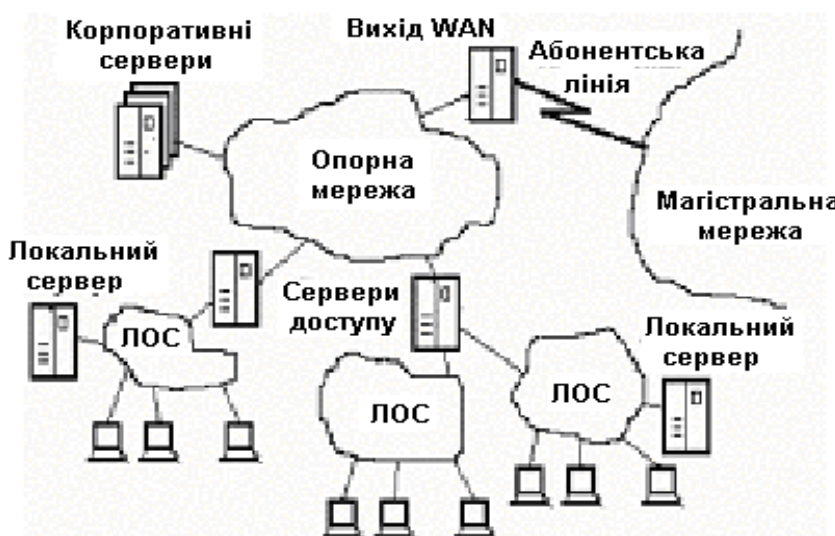 Корпоративні
сервери
Вихід WAN
Абонентська
лінія
Опорна
мережа
Магістральна
мережа
Локальний
сервер
Сервери
доступу
Локальний
сервер
ЛОС
ЛОС
ЛОС